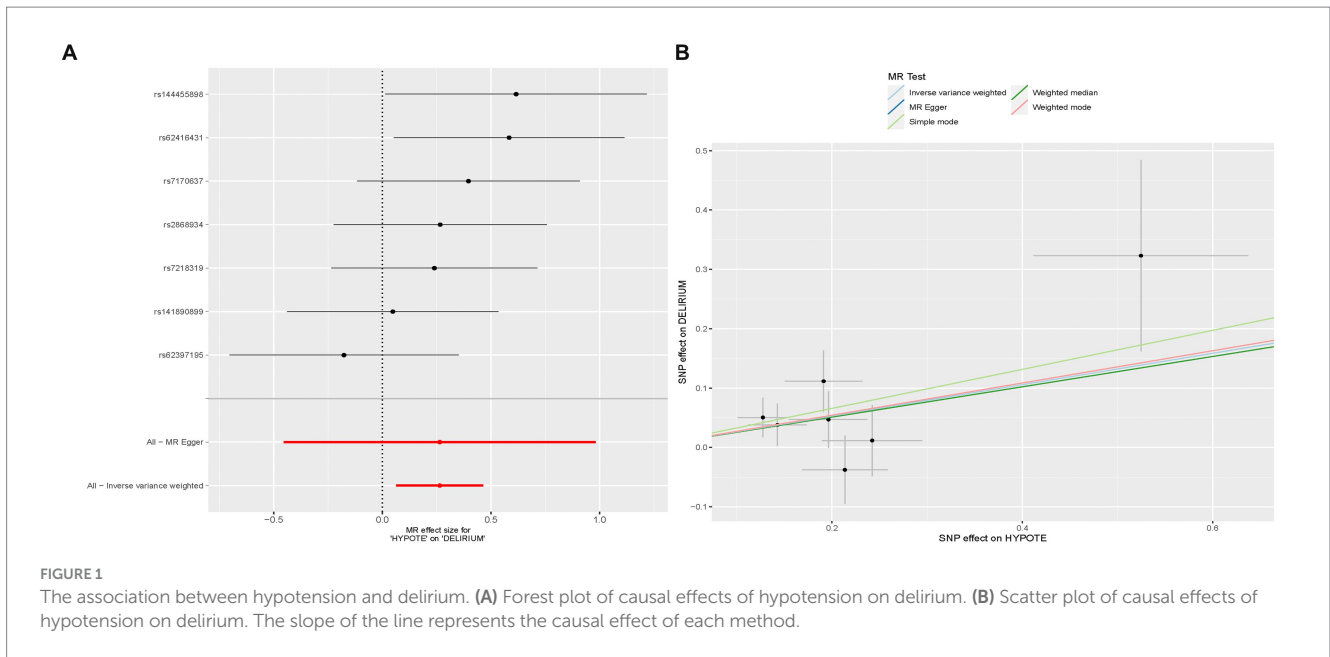 A
rs144455898
rs62416431
rs7170637
rs2868934
rs7218319
rs141890899
rs62397195
All – MR Egger
All – Inverse variance weighted
−0.5
0.0
0.5
1.0
MR effect size for
'HYPOTE' on 'DELIRIUM'
B
MR Test
Inverse variance weighted
Weighted median
MR Egger
Weighted mode
Simple mode
0.5
0.4
0.3
0.2
0.1
0.0
−0.1
SNP effect on DELIRIUM
0.2
0.4
0.6
SNP effect on HYPOTE
FIGURE 1
The association between hypotension and delirium. (A) Forest plot of causal effects of hypotension on delirium. (B) Scatter plot of causal effects of
hypotension on delirium. The slope of the line represents the causal effect of each method.